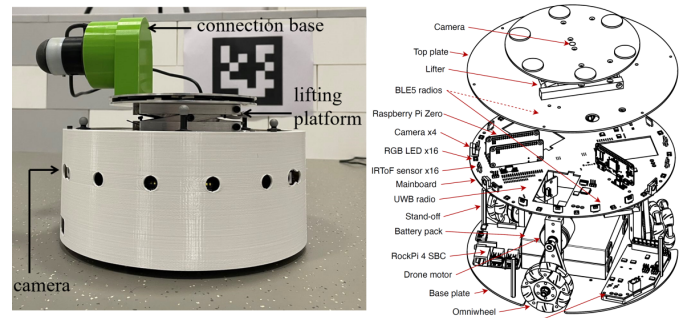 connection base
lifting
platform
camera
Camera
Top plate
Lifter
BLE5 radios
Raspberry Pi Zero
Camera x4
RGB LED x16
IRToF sensor x16
Mainboard
UWB radio
Stand-off
Battery pack
RockPi 4 SBC
Drone motor
Base plate
Omniwheel